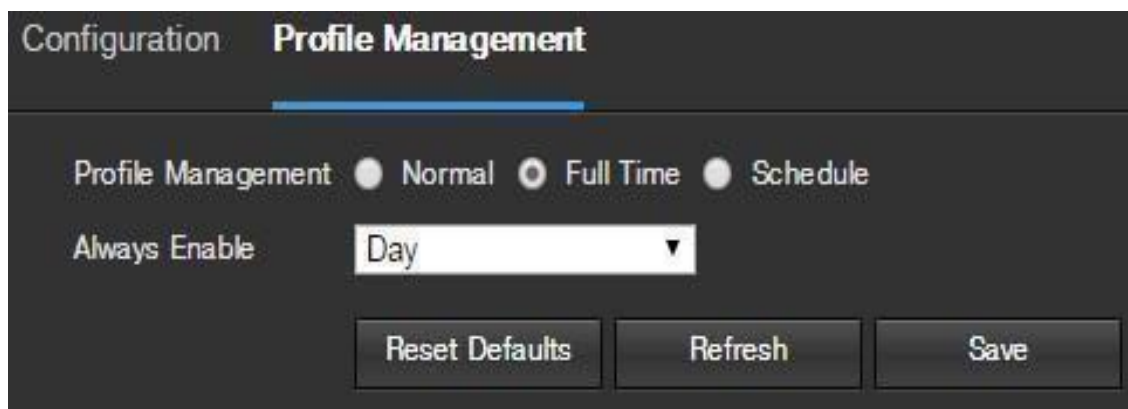 Configuration Profile Management
Profile Management Normal Full Time Schedule
Always Enable Day
Reset Defaults Refresh Save